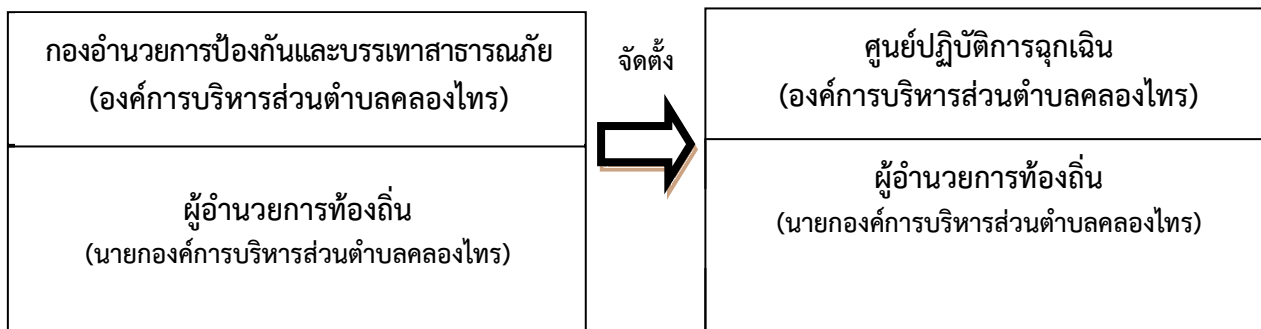 กองอำนวยการป้องกันและบรรเทาสาธารณภัย
(องค์การบริหารส่วนตำบลคลองไทร)
ผู้อำนวยการท้องถิ่น
(นายกองค์การบริหารส่วนตำบลคลองไทร)
จัดตั้ง
ศูนย์ปฏิบัติการฉุกเฉิน
(องค์การบริหารส่วนตำบลคลองไทร)
ผู้อำนวยการท้องถิ่น
(นายกองค์การบริหารส่วนตำบลคลองไทร)